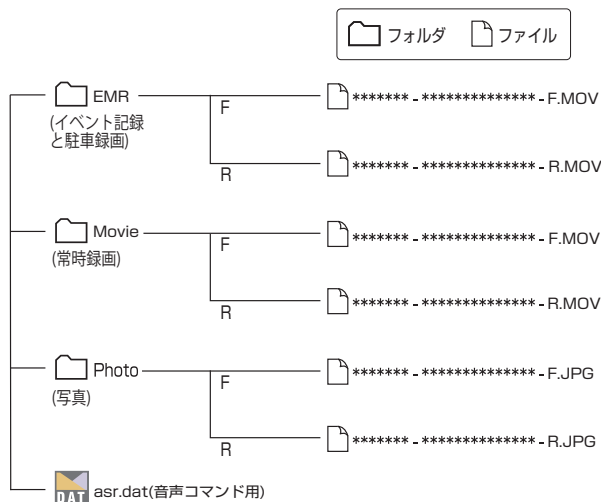 フォルダ ファイル
EMR
(イベント記録
と駐車録画)
F
*******-**************-F.MOV
R
*******-**************-R.MOV
Movie
(常時録画)
F
*******-**************-F.MOV
R
*******-**************-R.MOV
Photo
(写真)
F
*******-**************-F.JPG
R
*******-**************-R.JPG
DAT asr.dat(音声コマンド用)